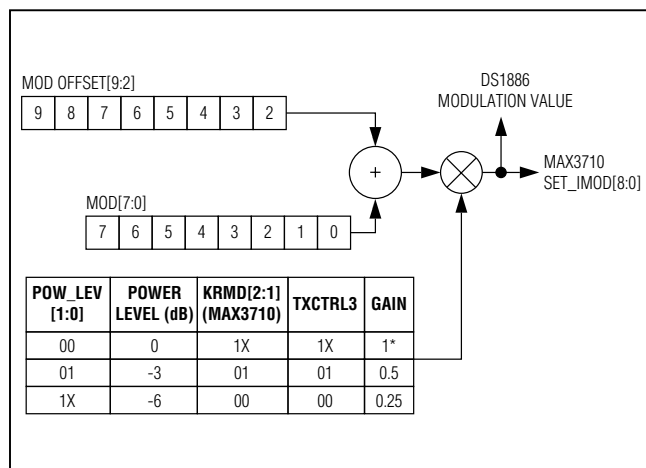 MOD OFFSET[9:2]
9 8 7 6 5 4 3 2
DS1886
MODULATION VALUE
+
MAX3710
SET_IMOD[8:0]
MOD[7:0]
7 6 5 4 3 2 1 0
POW_LEV [1:0] POWER LEVEL (dB) KRMD[2:1] (MAX3710) TXCTRL3 GAIN
00 0 1X 1X 1*
01 -3 01 01 0.5
1X -6 00 00 0.25